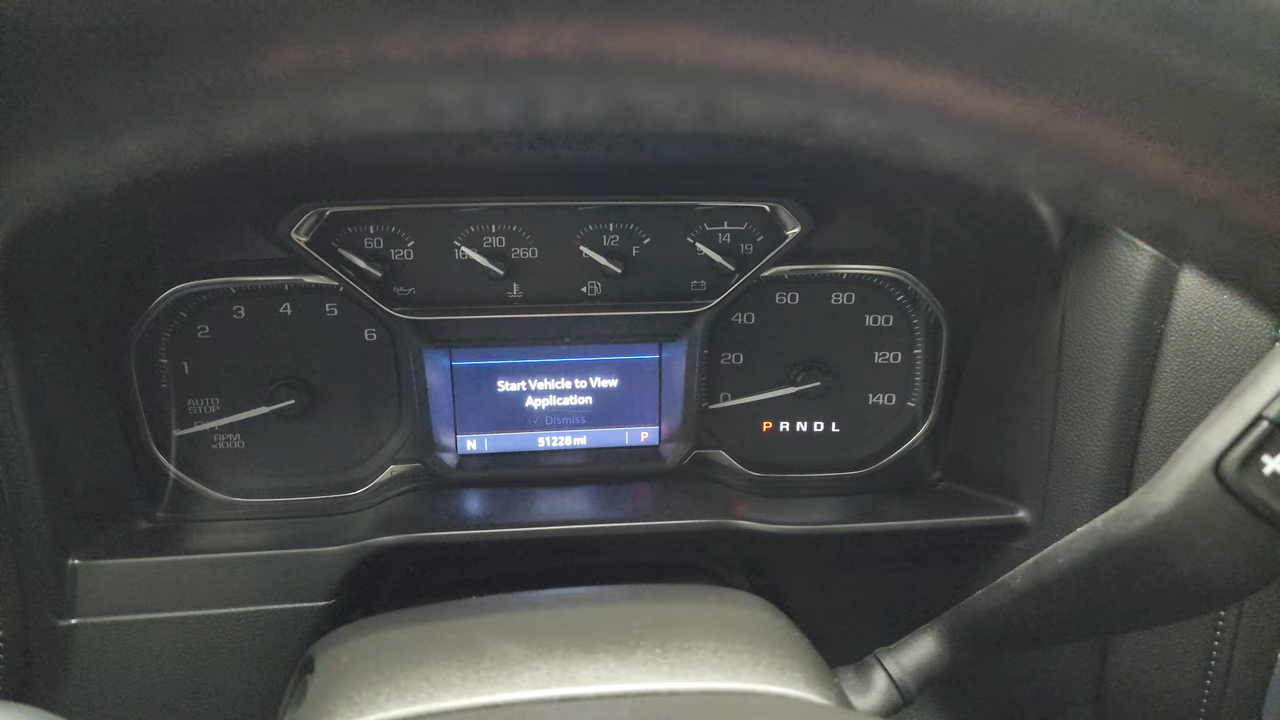 60
120
210
260
1/2
F
14
19
1
2
3
4
5
6
AUTO
STOP
RPM
x1000
Start Vehicle to View
Application
Dismiss
N 51228 mi P
0
20
40
60
80
100
120
140
P R N D L